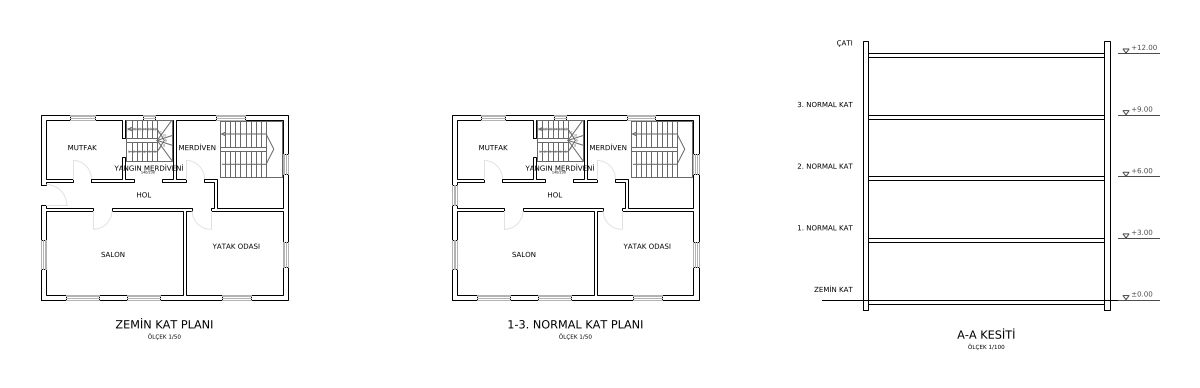 MUTFAK
YANGIN MERDİVENİ
MERDİVEN
HOL
SALON
YATAK ODASI
ZEMİN KAT PLANI
ÖLÇEK 1/50
MUTFAK
YANGIN MERDİVENİ
MERDİVEN
HOL
SALON
YATAK ODASI
1-3. NORMAL KAT PLANI
ÖLÇEK 1/50
ÇATI
+12.00
3. NORMAL KAT
+9.00
2. NORMAL KAT
+6.00
1. NORMAL KAT
+3.00
ZEMİN KAT
±0.00
A-A KESİTİ
ÖLÇEK 1/100